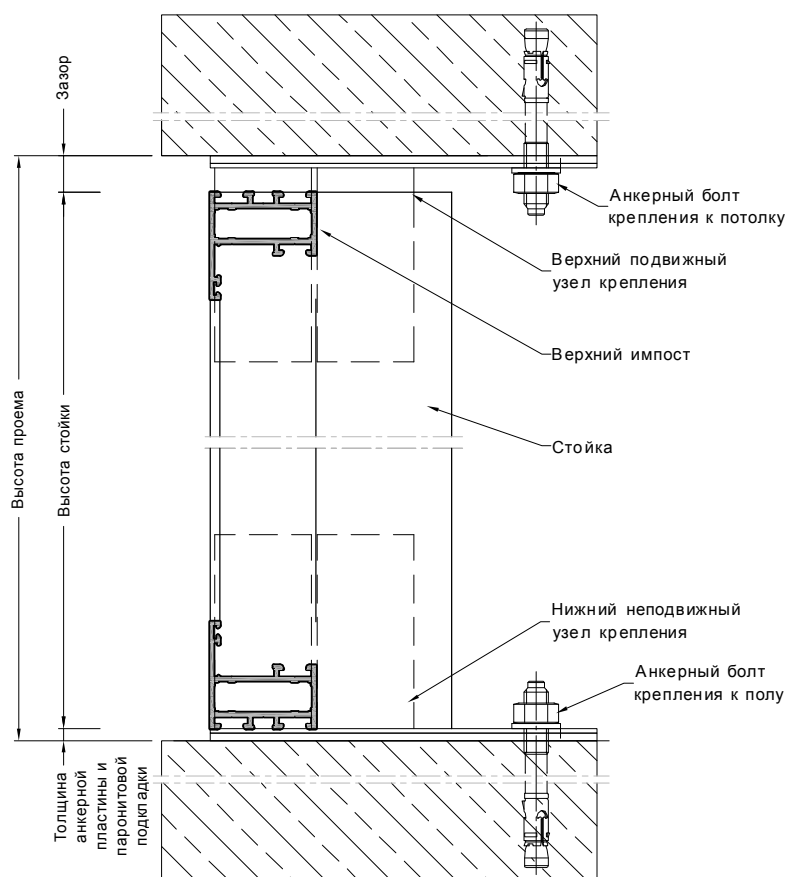 Зазор
Анкерный болт
крепления к потолку
Верхний подвижный
узел крепления
Верхний импост
Высота проема
Высота стойки
Стойка
Нижний неподвижный
узел крепления
Анкерный болт
крепления к полу
Толщина
анкерной
пластины и
паронитовой
подкладки